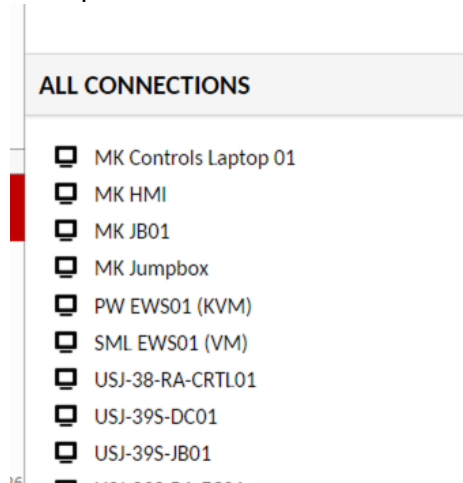 ALL CONNECTIONS
MK Controls Laptop 01
MK HMI
MK JB01
MK Jumpbox
PW EWS01 (KVM)
SML EWS01 (VM)
USJ-38-RA-CRTL01
USJ-39S-DC01
USJ-39S-JB01